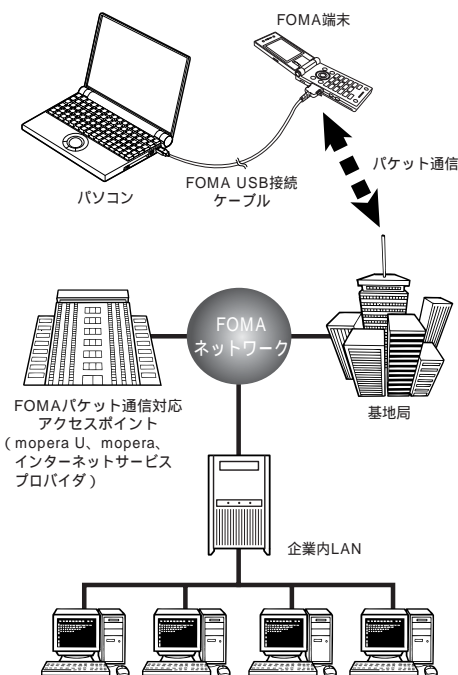 FOMA端末
パケット通信
FOMA USB接続
ケーブル
パソコン
FOMA
ネットワーク
FOMAパケット通信対応
アクセスポイント
（mopera U、mopera、
インターネットサービス
プロバイダ）
基地局
企業内LAN